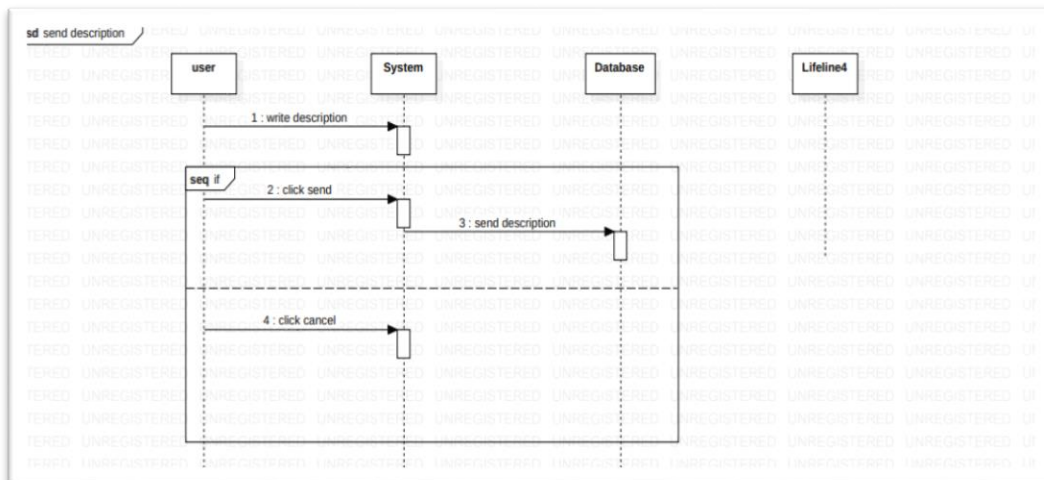 sd send description
user
System
Database
Lifeline4
1 : write description
seq if
2 : click send
3 : send description
4 : click cancel
UNREGISTERED